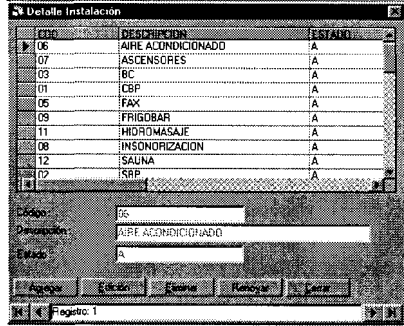 Detalle Instalación
COD DESCRIPCION ESTADO
06 AIRE ACONDICIONADO A
07 ASCENSORES A
03 BC A
01 CBP A
05 FAX A
09 FRIGOBAR A
11 HIDROMASAJE A
08 INSONORIZACION A
12 SAUNA A
02 SBP A
Código: 06
Descripción: AIRE ACONDICIONADO
Estado: A
Agregar Edición Eliminar Renovar Cerrar
Registro: 1